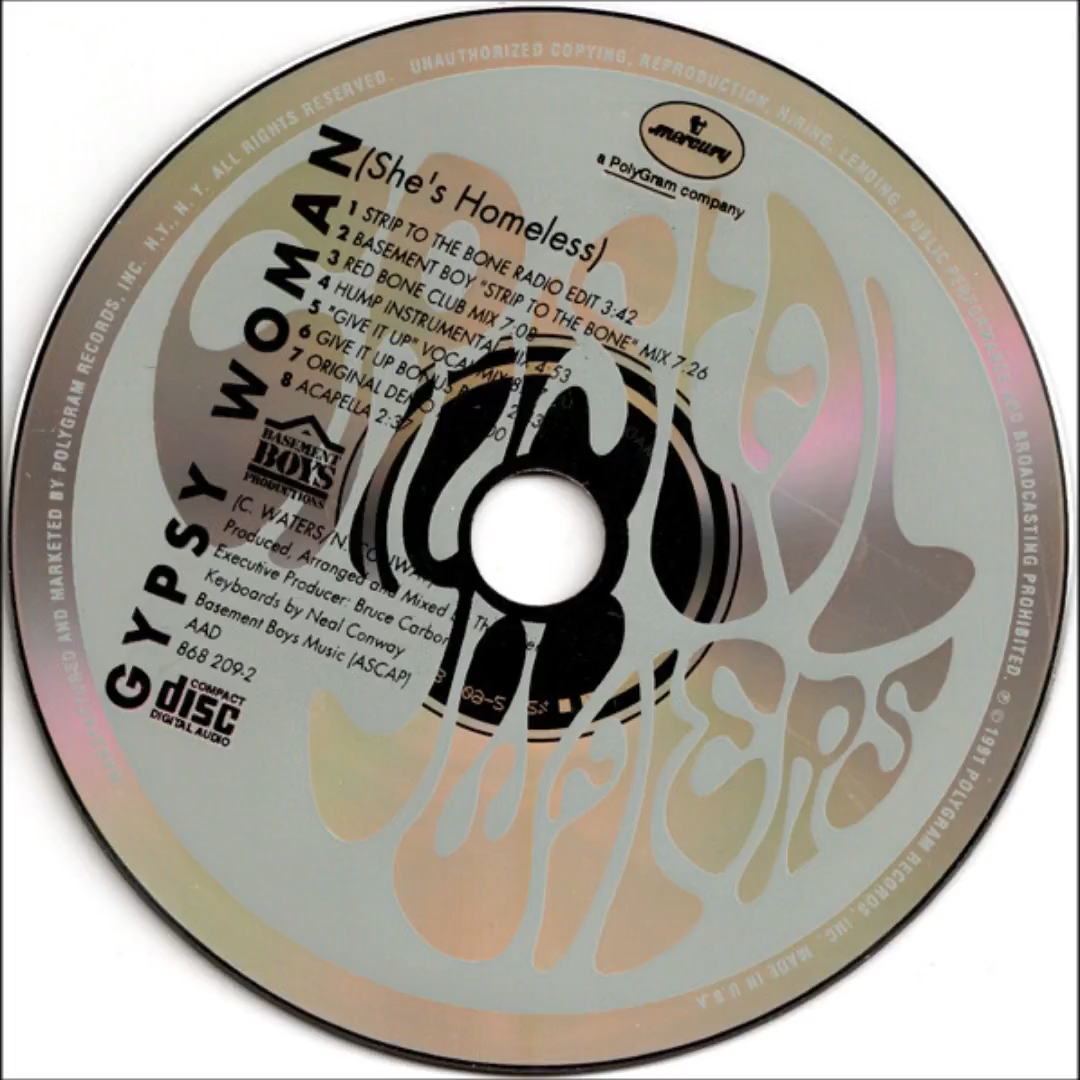 GYPSY WOMAN
(She's Homeless)
1 STRIP TO THE BONE RADIO EDIT 3:42
2 BASEMENT BOY "STRIP TO THE BONE" MIX 7:26
3 RED BONE CLUB MIX 7:08
4 HUMP INSTRUMENTAL MIX 4:53
5 "GIVE IT UP" VOCAL MIX
6 GIVE IT UP BONUS
7 ORIGINAL DEMO
8 ACAPELLA 2:37
BASEMENT
BOYS
PRODUCTIONS
(C. WATERS/N. CONWAY)
Produced, Arranged and Mixed
Executive Producer: Bruce
Keyboards by Neal Conway
Basement Boys Music (ASCAP)
AAD
868 209-2
COMPACT
disc
DIGITAL AUDIO
mercury
a PolyGram company
CRYSTAL
WATERS
MANUFACTURED AND MARKETED BY POLYGRAM RECORDS, INC. N.Y., N.Y. ALL RIGHTS RESERVED. UNAUTHORIZED COPYING, REPRODUCTION, HIRING, LENDING, PUBLIC PERFORMANCE AND BROADCASTING PROHIBITED. ℗ © 1991 POLYGRAM RECORDS, INC. MADE IN U.S.A.